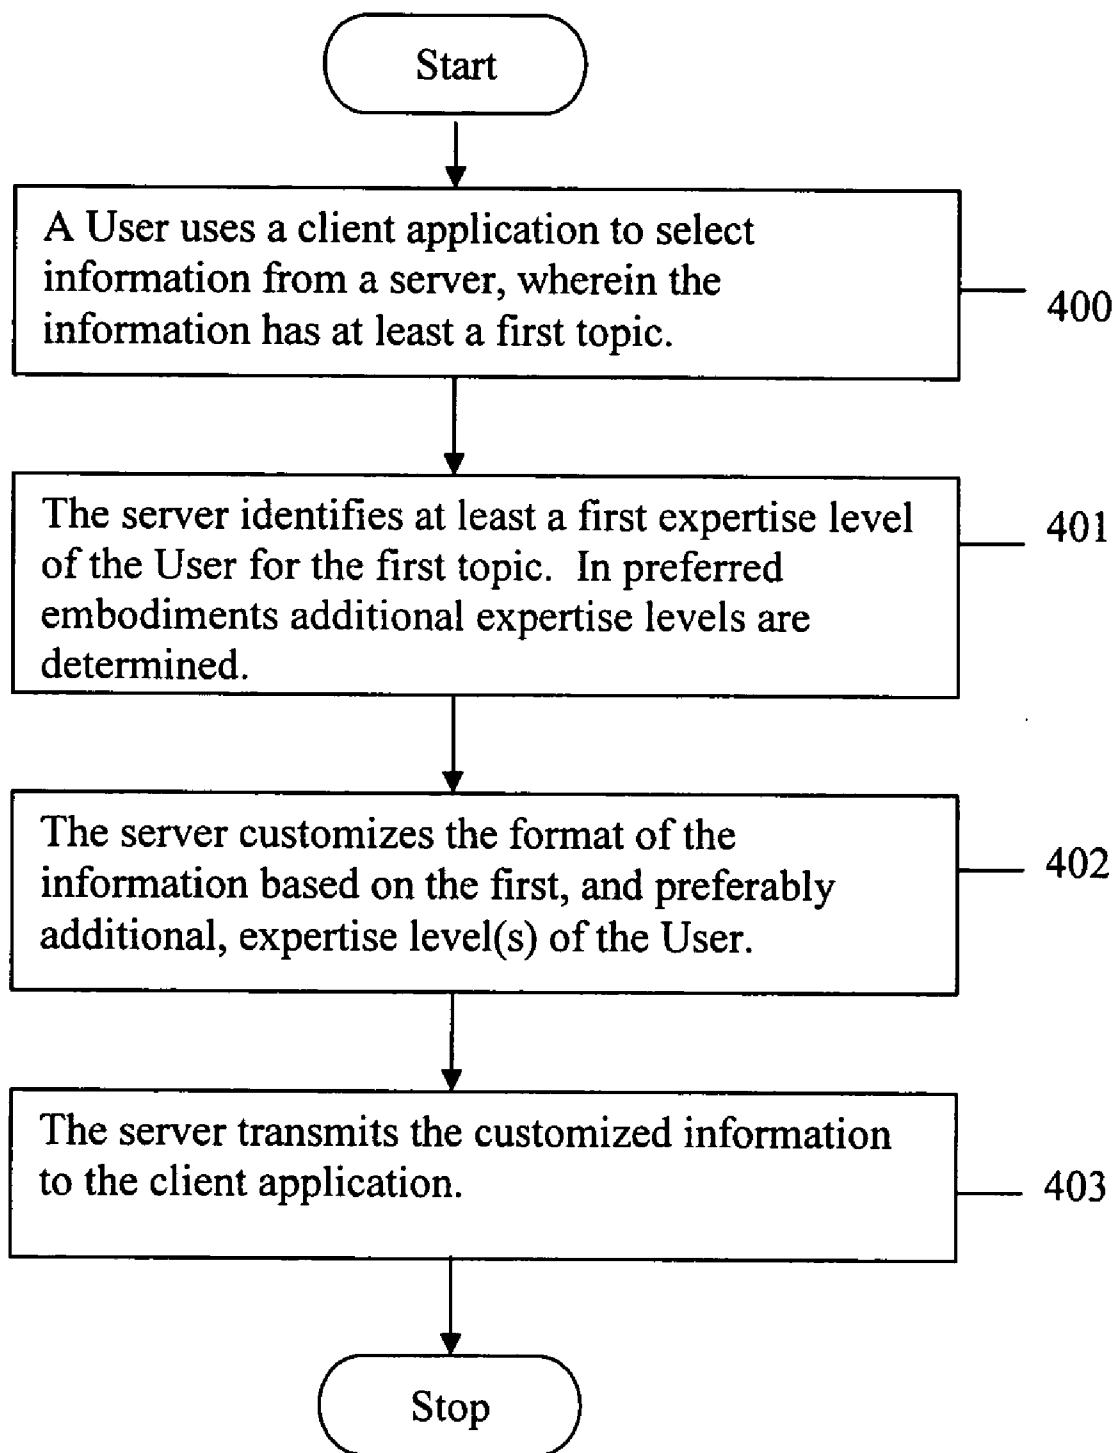 Start
A User uses a client application to select
information from a server, wherein the
information has at least a first topic.
400
The server identifies at least a first expertise level
of the User for the first topic.  In preferred
embodiments additional expertise levels are
determined.
401
The server customizes the format of the
information based on the first, and preferably
additional, expertise level(s) of the User.
402
The server transmits the customized information
to the client application.
403
Stop